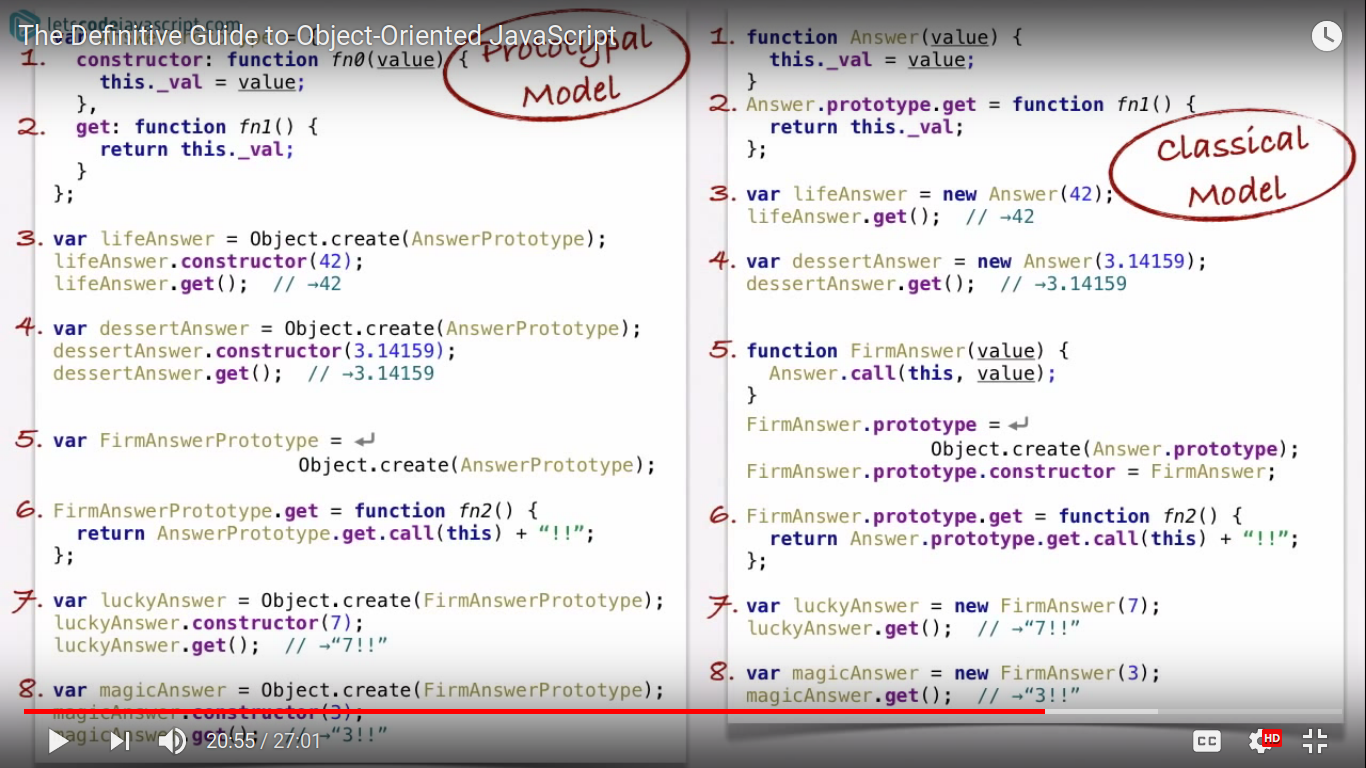 letscodejavascript.com
The Definitive Guide to Object-Oriented JavaScript
Prototypal
Model
1. constructor: function fn0(value) {
this._val = value;
},
2. get: function fn1() {
return this._val;
}
};
3. var lifeAnswer = Object.create(AnswerPrototype);
lifeAnswer.constructor(42);
lifeAnswer.get(); // →42
4. var dessertAnswer = Object.create(AnswerPrototype);
dessertAnswer.constructor(3.14159);
dessertAnswer.get(); // →3.14159
5. var FirmAnswerPrototype = ↵
Object.create(AnswerPrototype);
6. FirmAnswerPrototype.get = function fn2() {
return AnswerPrototype.get.call(this) + “!!”;
};
7. var luckyAnswer = Object.create(FirmAnswerPrototype);
luckyAnswer.constructor(7);
luckyAnswer.get(); // →“7!!”
8. var magicAnswer = Object.create(FirmAnswerPrototype);
magicAnswer.constructor(3);
magicAnswer.get(); // →“3!!”
1. function Answer(value) {
this._val = value;
}
2. Answer.prototype.get = function fn1() {
return this._val;
};
Classical
Model
3. var lifeAnswer = new Answer(42);
lifeAnswer.get(); // →42
4. var dessertAnswer = new Answer(3.14159);
dessertAnswer.get(); // →3.14159
5. function FirmAnswer(value) {
Answer.call(this, value);
}
FirmAnswer.prototype = ↵
Object.create(Answer.prototype);
FirmAnswer.prototype.constructor = FirmAnswer;
6. FirmAnswer.prototype.get = function fn2() {
return Answer.prototype.get.call(this) + “!!”;
};
7. var luckyAnswer = new FirmAnswer(7);
luckyAnswer.get(); // →“7!!”
8. var magicAnswer = new FirmAnswer(3);
magicAnswer.get(); // →“3!!”
20:55 / 27:01
CC
HD